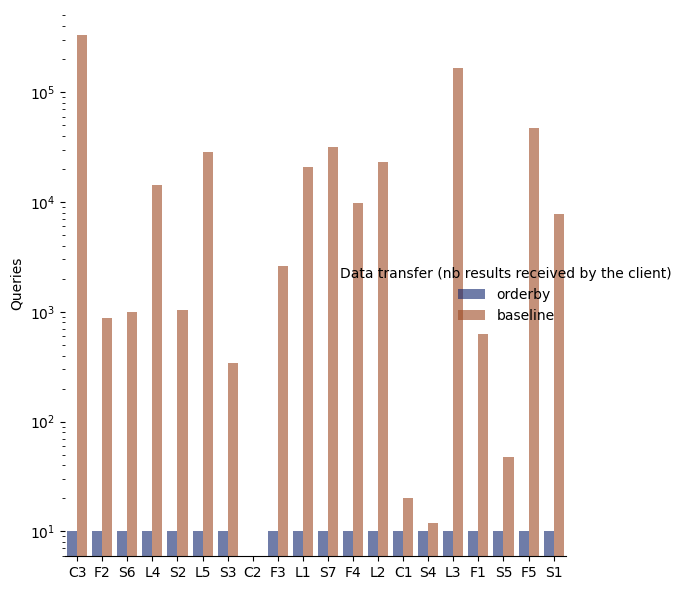 10^5
10^4
10^3
10^2
10^1
Queries
Data transfer (nb results received by the client)
orderby
baseline
C3 F2 S6 L4 S2 L5 S3 C2 F3 L1 S7 F4 L2 C1 S4 L3 F1 S5 F5 S1